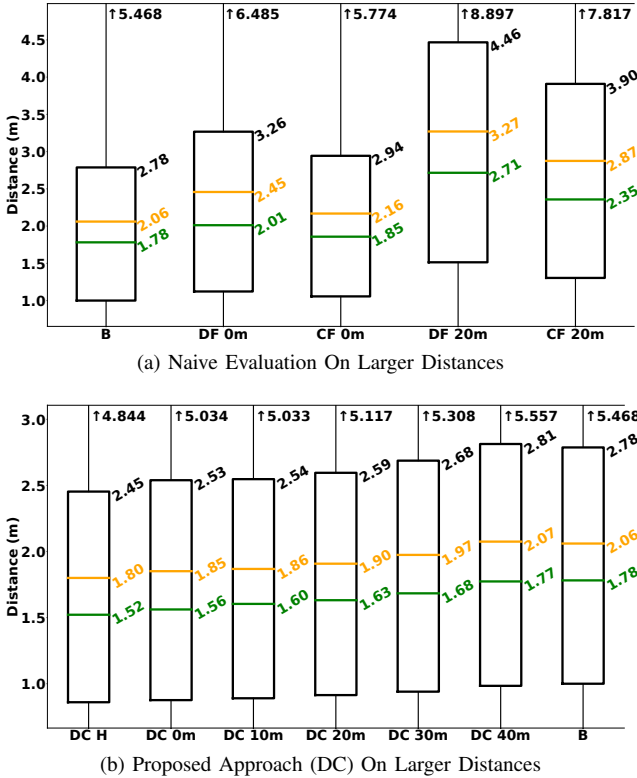 ↑5.468 ↑6.485 ↑5.774 ↑8.897 ↑7.817
4.5
4.0
3.5
3.0
2.5
2.0
1.5
1.0
Distance (m)
2.78 3.26 2.94 4.46 3.90
2.06 2.45 2.16 3.27 2.87
1.78 2.01 1.85 2.71 2.35
B DF 0m CF 0m DF 20m CF 20m
(a) Naive Evaluation On Larger Distances
↑4.844 ↑5.034 ↑5.033 ↑5.117 ↑5.308 ↑5.557 ↑5.468
3.0
2.5
2.0
1.5
1.0
Distance (m)
2.45 2.53 2.54 2.59 2.68 2.81 2.78
1.80 1.85 1.86 1.90 1.97 2.07 2.06
1.52 1.56 1.60 1.63 1.68 1.77 1.78
DC H DC 0m DC 10m DC 20m DC 30m DC 40m B
(b) Proposed Approach (DC) On Larger Distances